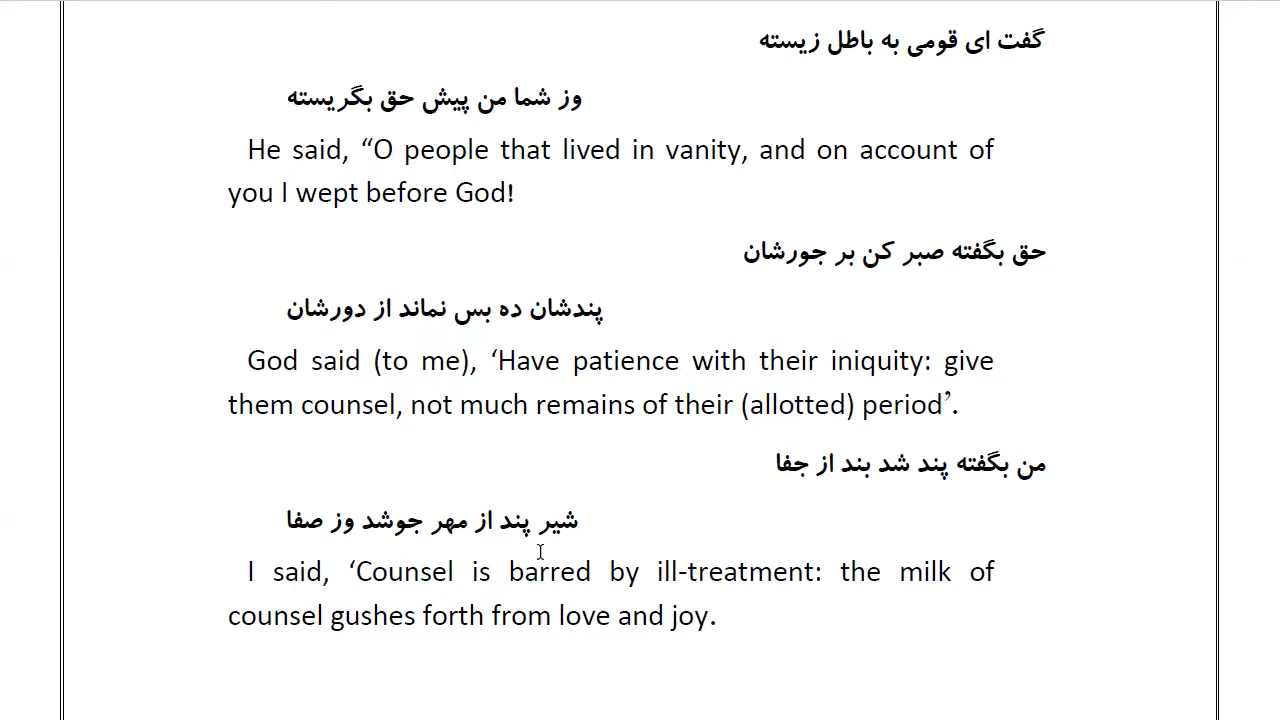 گفت ای قومی به باطل زیسته
وز شما من پیش حق بگریسته
He said, “O people that lived in vanity, and on account of
you I wept before God!
حق بگفته صبر کن بر جورشان
پندشان ده بس نماند از دورشان
God said (to me), ‘Have patience with their iniquity: give
them counsel, not much remains of their (allotted) period’.
من بگفته پند شد بند از جفا
شیر پند از مهر جوشد وز صفا
I said, ‘Counsel is barred by ill-treatment: the milk of
counsel gushes forth from love and joy.